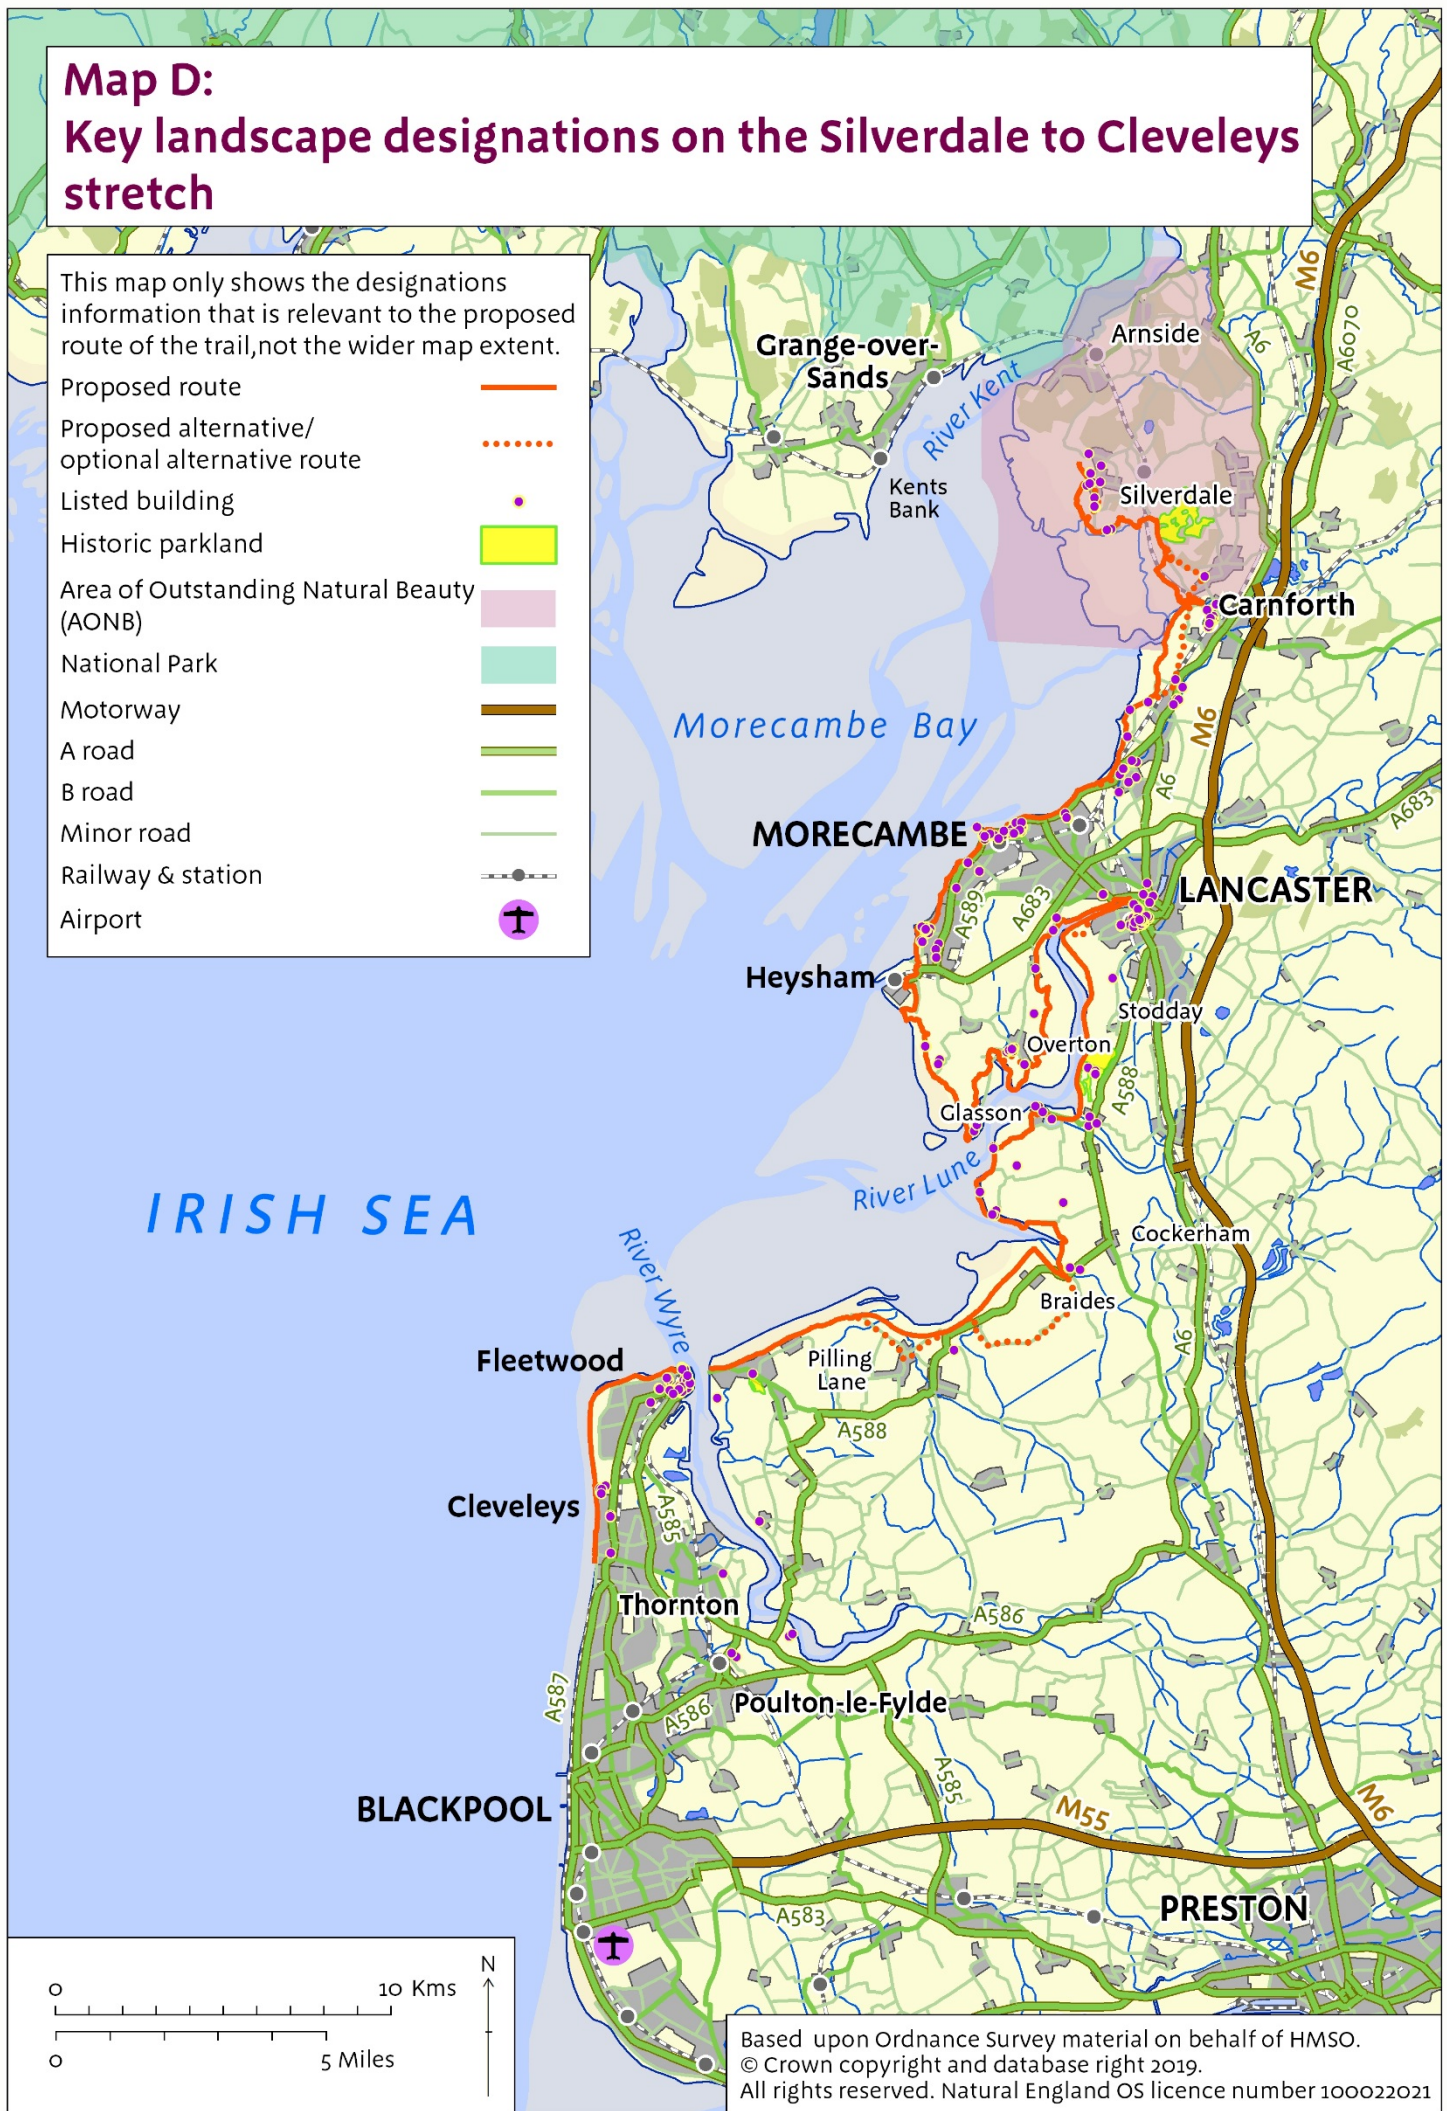 Map D:
Key landscape designations on the Silverdale to Cleveleys
stretch
This map only shows the designations
information that is relevant to the proposed
route of the trail,not the wider map extent.
Proposed route
Proposed alternative/
optional alternative route
Listed building
Historic parkland
Area of Outstanding Natural Beauty
(AONB)
National Park
Motorway
A road
B road
Minor road
Railway & station
Airport
M6
A6070
A6
Arnside
Grange-over-
Sands
River Kent
Kents
Bank
Silverdale
Carnforth
Morecambe Bay
M6
A6
A683
MORECAMBE
LANCASTER
A589
A683
Heysham
Stodday
Overton
A588
Glasson
River Lune
IRISH SEA
River Wyre
Cockerham
Braides
A6
Fleetwood
Pilling
Lane
A588
Cleveleys
A585
Thornton
A586
A587
A586
Poulton-le-Fylde
A585
BLACKPOOL
M55
M6
A583
PRESTON
0
10 Kms
0
5 Miles
N
Based upon Ordnance Survey material on behalf of HMSO.
© Crown copyright and database right 2019.
All rights reserved. Natural England OS licence number 100022021